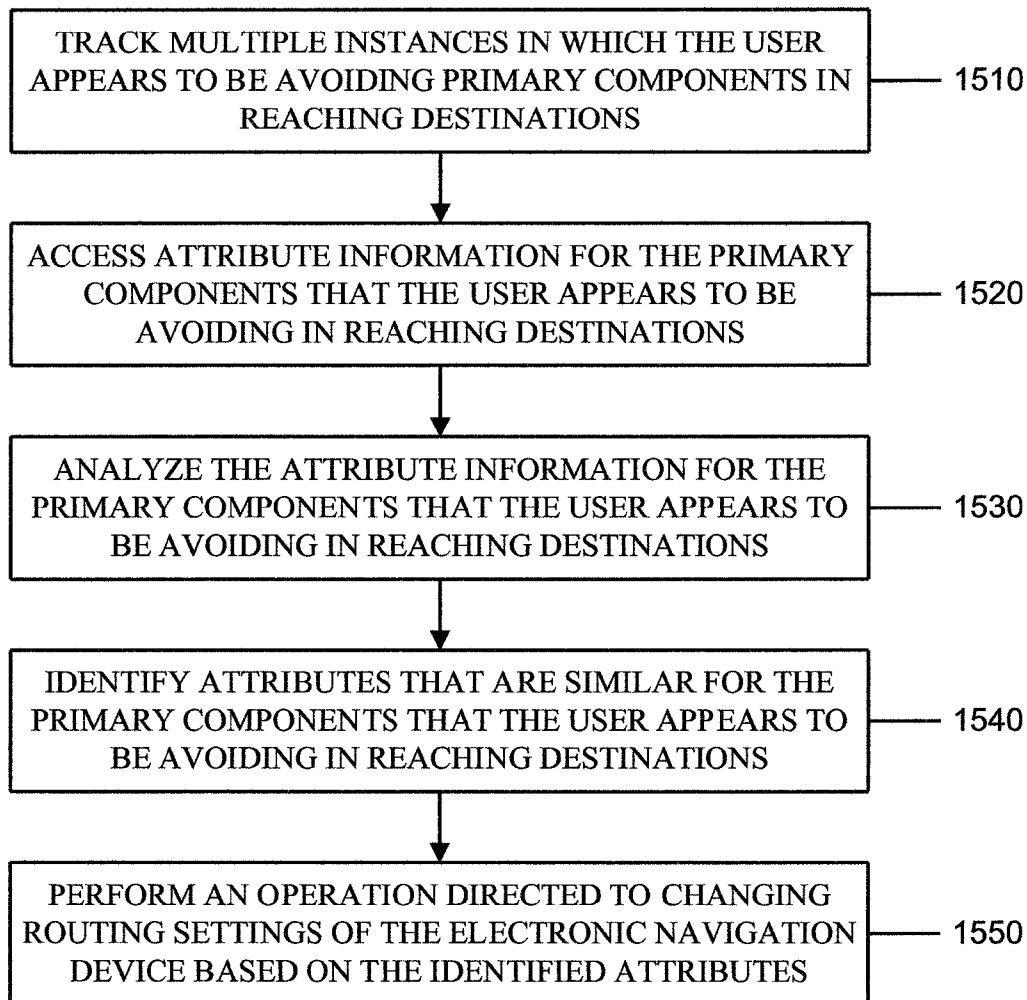 TRACK MULTIPLE INSTANCES IN WHICH THE USER
APPEARS TO BE AVOIDING PRIMARY COMPONENTS IN
REACHING DESTINATIONS
1510
ACCESS ATTRIBUTE INFORMATION FOR THE PRIMARY
COMPONENTS THAT THE USER APPEARS TO BE
AVOIDING IN REACHING DESTINATIONS
1520
ANALYZE THE ATTRIBUTE INFORMATION FOR THE
PRIMARY COMPONENTS THAT THE USER APPEARS TO
BE AVOIDING IN REACHING DESTINATIONS
1530
IDENTIFY ATTRIBUTES THAT ARE SIMILAR FOR THE
PRIMARY COMPONENTS THAT THE USER APPEARS TO
BE AVOIDING IN REACHING DESTINATIONS
1540
PERFORM AN OPERATION DIRECTED TO CHANGING
ROUTING SETTINGS OF THE ELECTRONIC NAVIGATION
DEVICE BASED ON THE IDENTIFIED ATTRIBUTES
1550